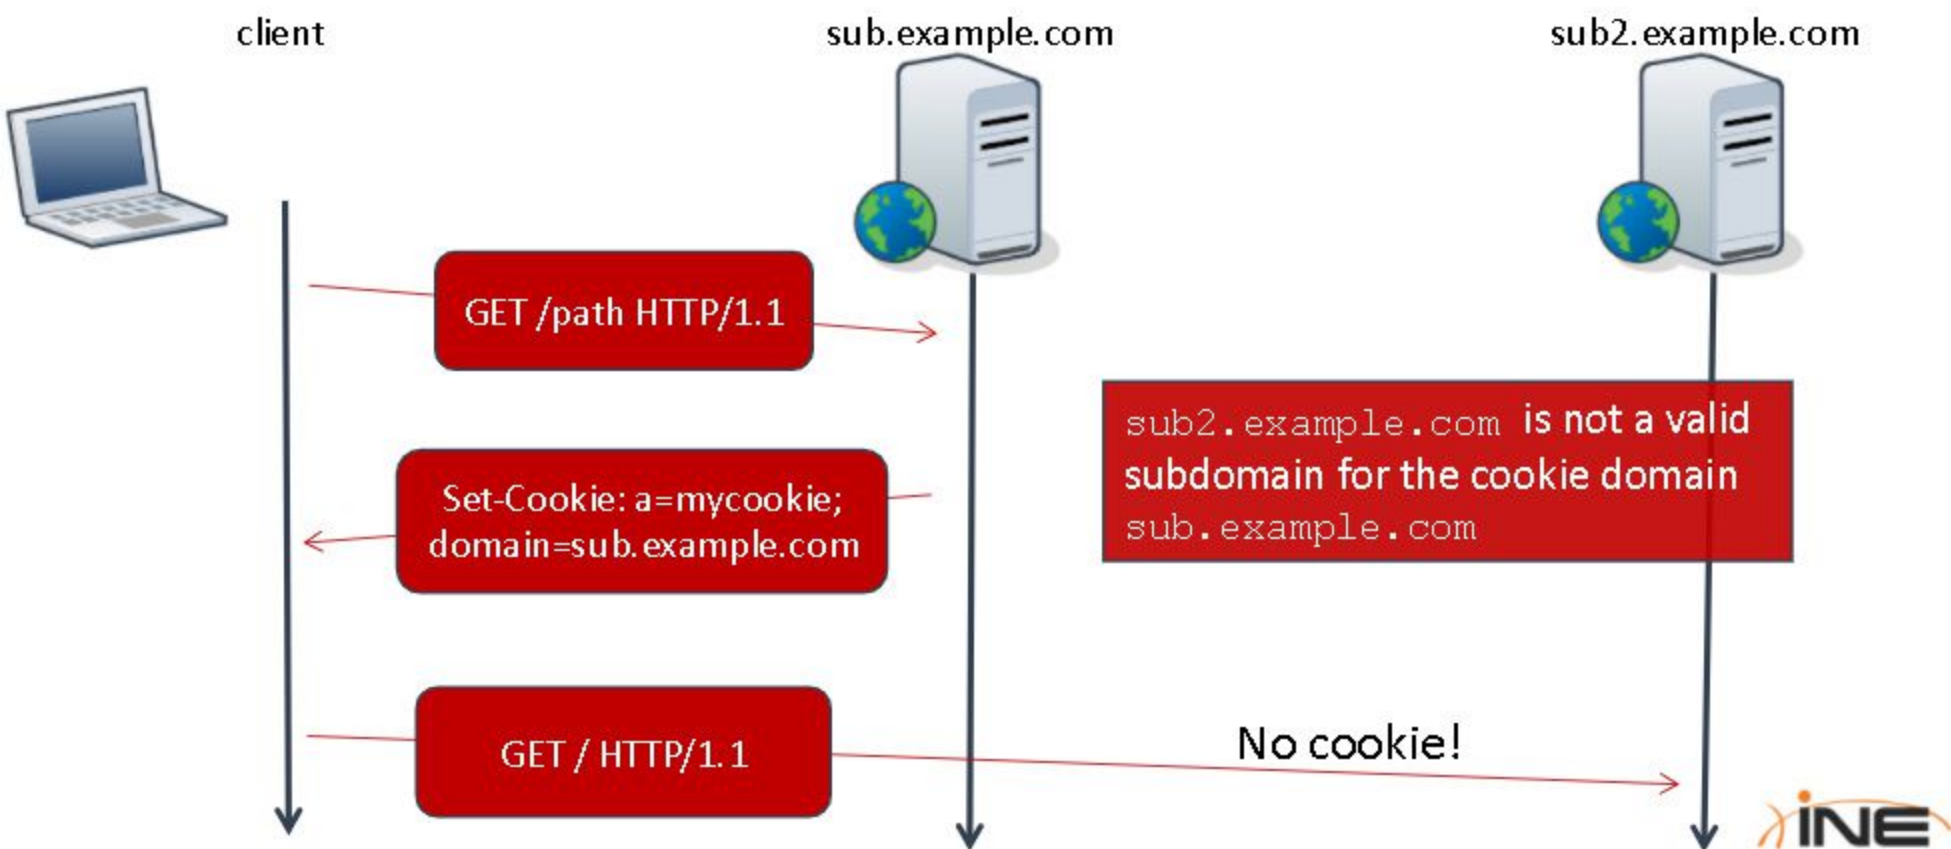 client
sub.example.com
sub2.example.com
GET /path HTTP/1.1
sub2.example.com is not a valid
subdomain for the cookie domain
sub.example.com
Set-Cookie: a=mycookie;
domain=sub.example.com
GET / HTTP/1.1
No cookie!
INE